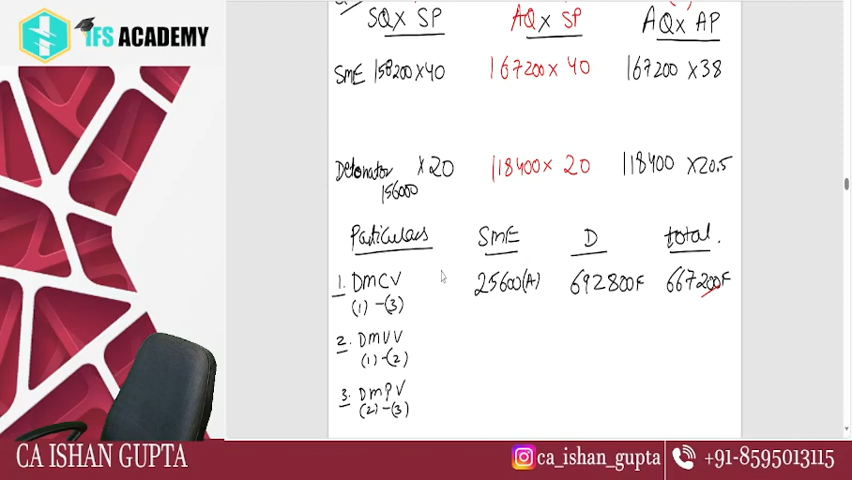 IFS ACADEMY
SQ x SP AQ x SP AQ x AP
SME 158200 x 40 167200 x 40 167200 x 38
Detonator x 20 118400 x 20 118400 x 20.5
156000
Particulars SME D total.
1. DMCV 25600(A) 692800F 667200F
(1) - (3)
2. DMUV
(1) - (2)
3. DMPV
(2) - (3)
CA ISHAN GUPTA ca_ishan_gupta +91-8595013115